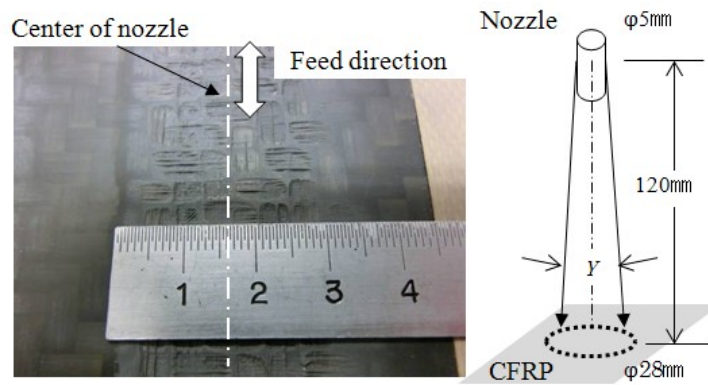 Center of nozzle
Feed direction
1 2 3 4
Nozzle
φ5mm
120mm
γ
CFRP
φ28mm